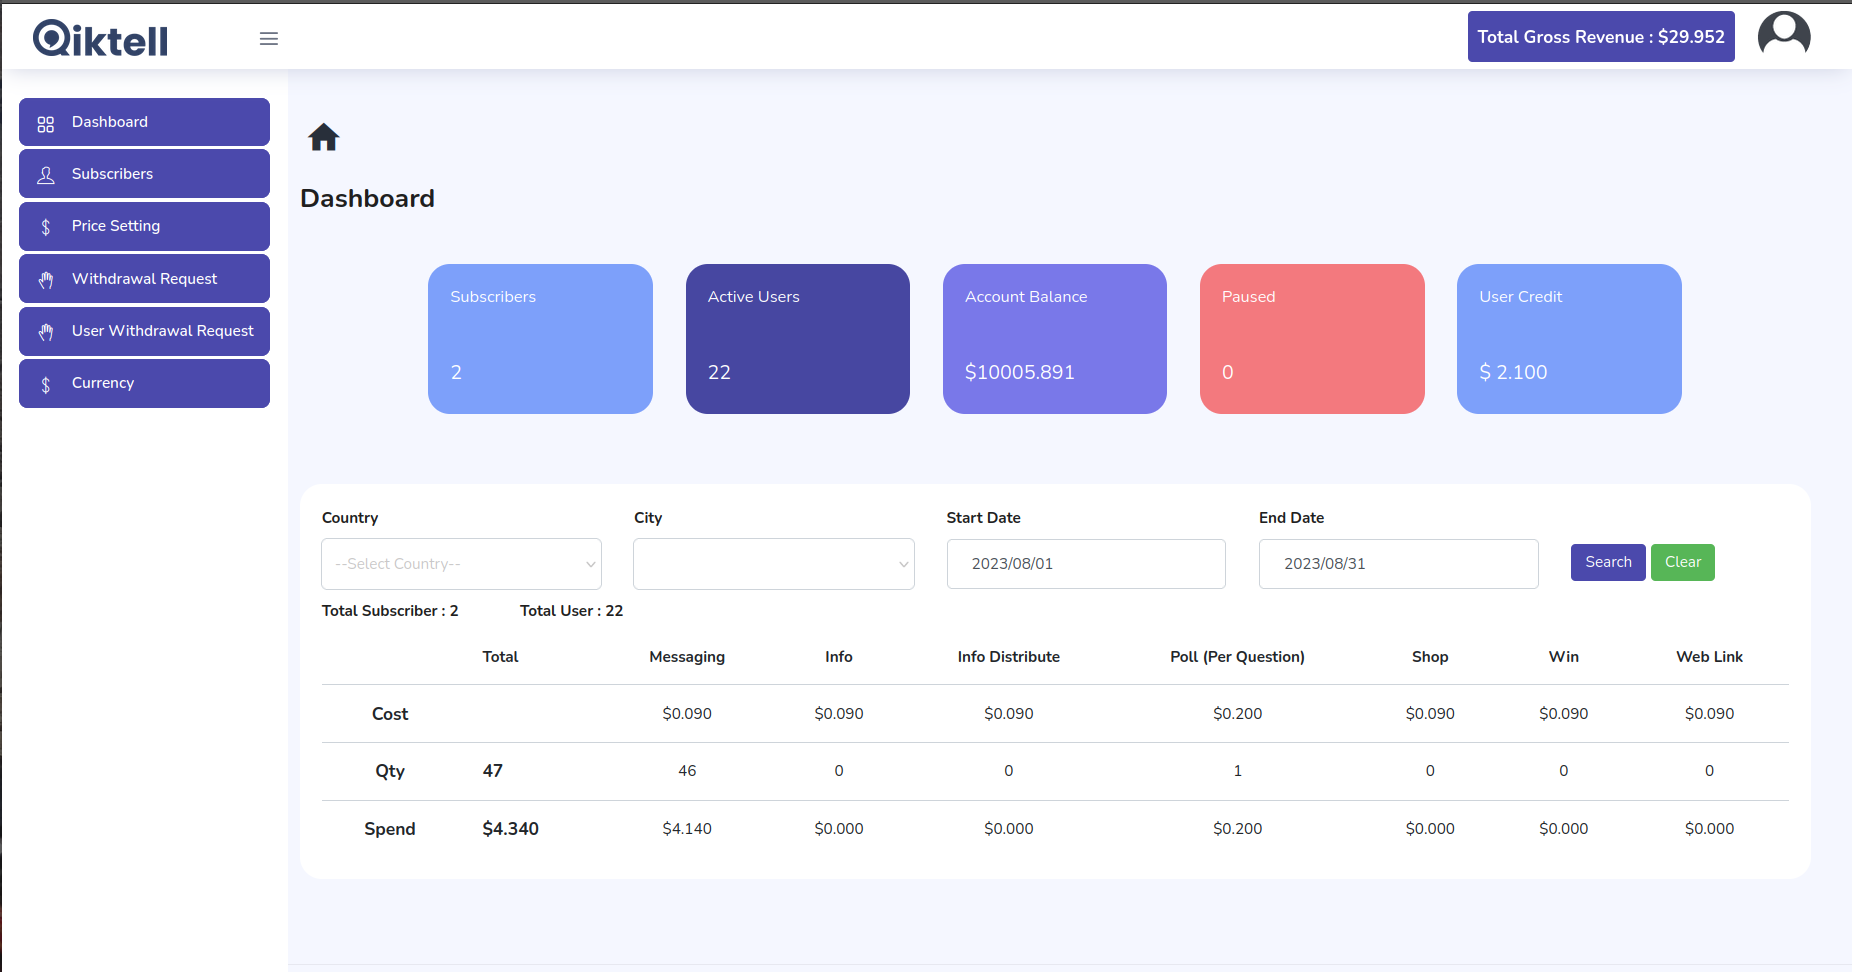 Qiktell
Total Gross Revenue : $29.952
Dashboard
Subscribers
Price Setting
Withdrawal Request
User Withdrawal Request
Currency
Dashboard
Subscribers
2
Active Users
22
Account Balance
$10005.891
Paused
0
User Credit
$ 2.100
Country City Start Date End Date
--Select Country-- 2023/08/01 2023/08/31 Search Clear
Total Subscriber : 2 Total User : 22
Total Messaging Info Info Distribute Poll (Per Question) Shop Win Web Link
Cost $0.090 $0.090 $0.090 $0.200 $0.090 $0.090 $0.090
Qty 47 46 0 0 1 0 0 0
Spend $4.340 $4.140 $0.000 $0.000 $0.200 $0.000 $0.000 $0.000